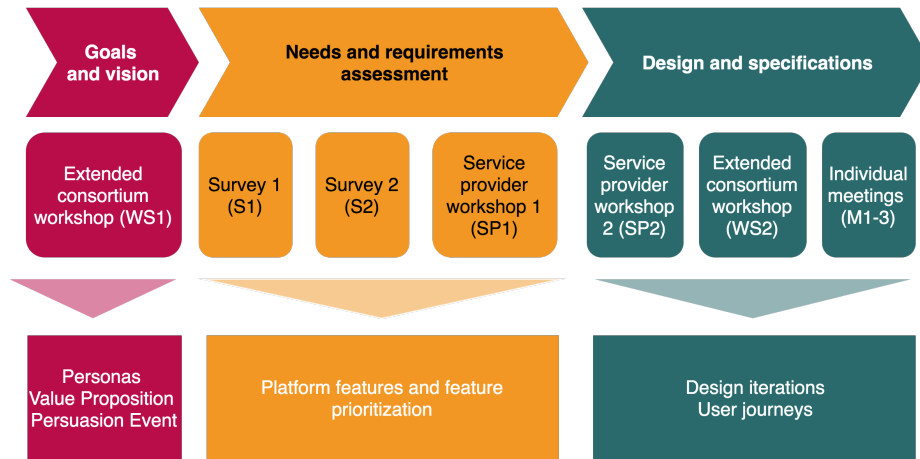 Goals
and vision
Needs and requirements
assessment
Design and specifications
Extended
consortium
workshop (WS1)
Survey 1
(S1)
Survey 2
(S2)
Service
provider
workshop 1
(SP1)
Service
provider
workshop
2 (SP2)
Extended
consortium
workshop
(WS2)
Individual
meetings
(M1-3)
Personas
Value Proposition
Persuasion Event
Platform features and feature
prioritization
Design iterations
User journeys